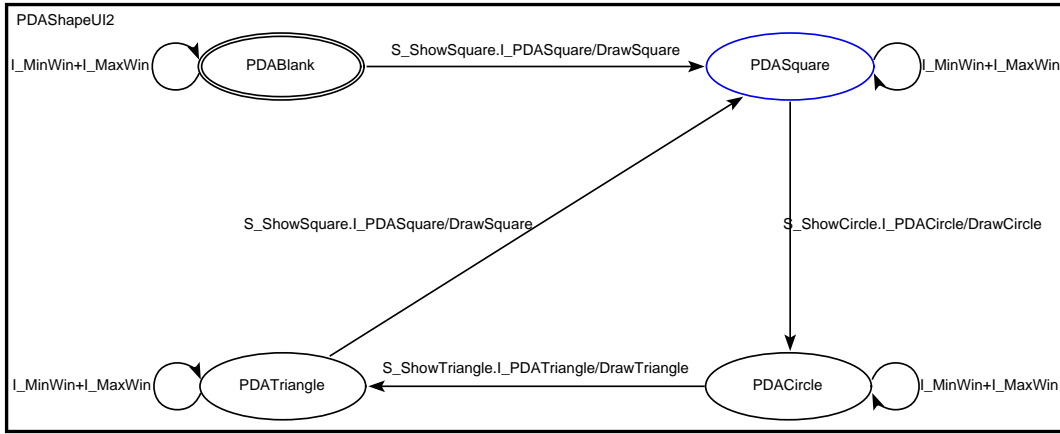 PDAShapeUI2
S_ShowSquare.I_PDASquare/DrawSquare
I_MinWin+I_MaxWin
PDABlank
PDASquare
I_MinWin+I_MaxWin
S_ShowSquare.I_PDASquare/DrawSquare
S_ShowCircle.I_PDACircle/DrawCircle
S_ShowTriangle.I_PDATriangle/DrawTriangle
I_MinWin+I_MaxWin
PDATriangle
PDACircle
I_MinWin+I_MaxWin